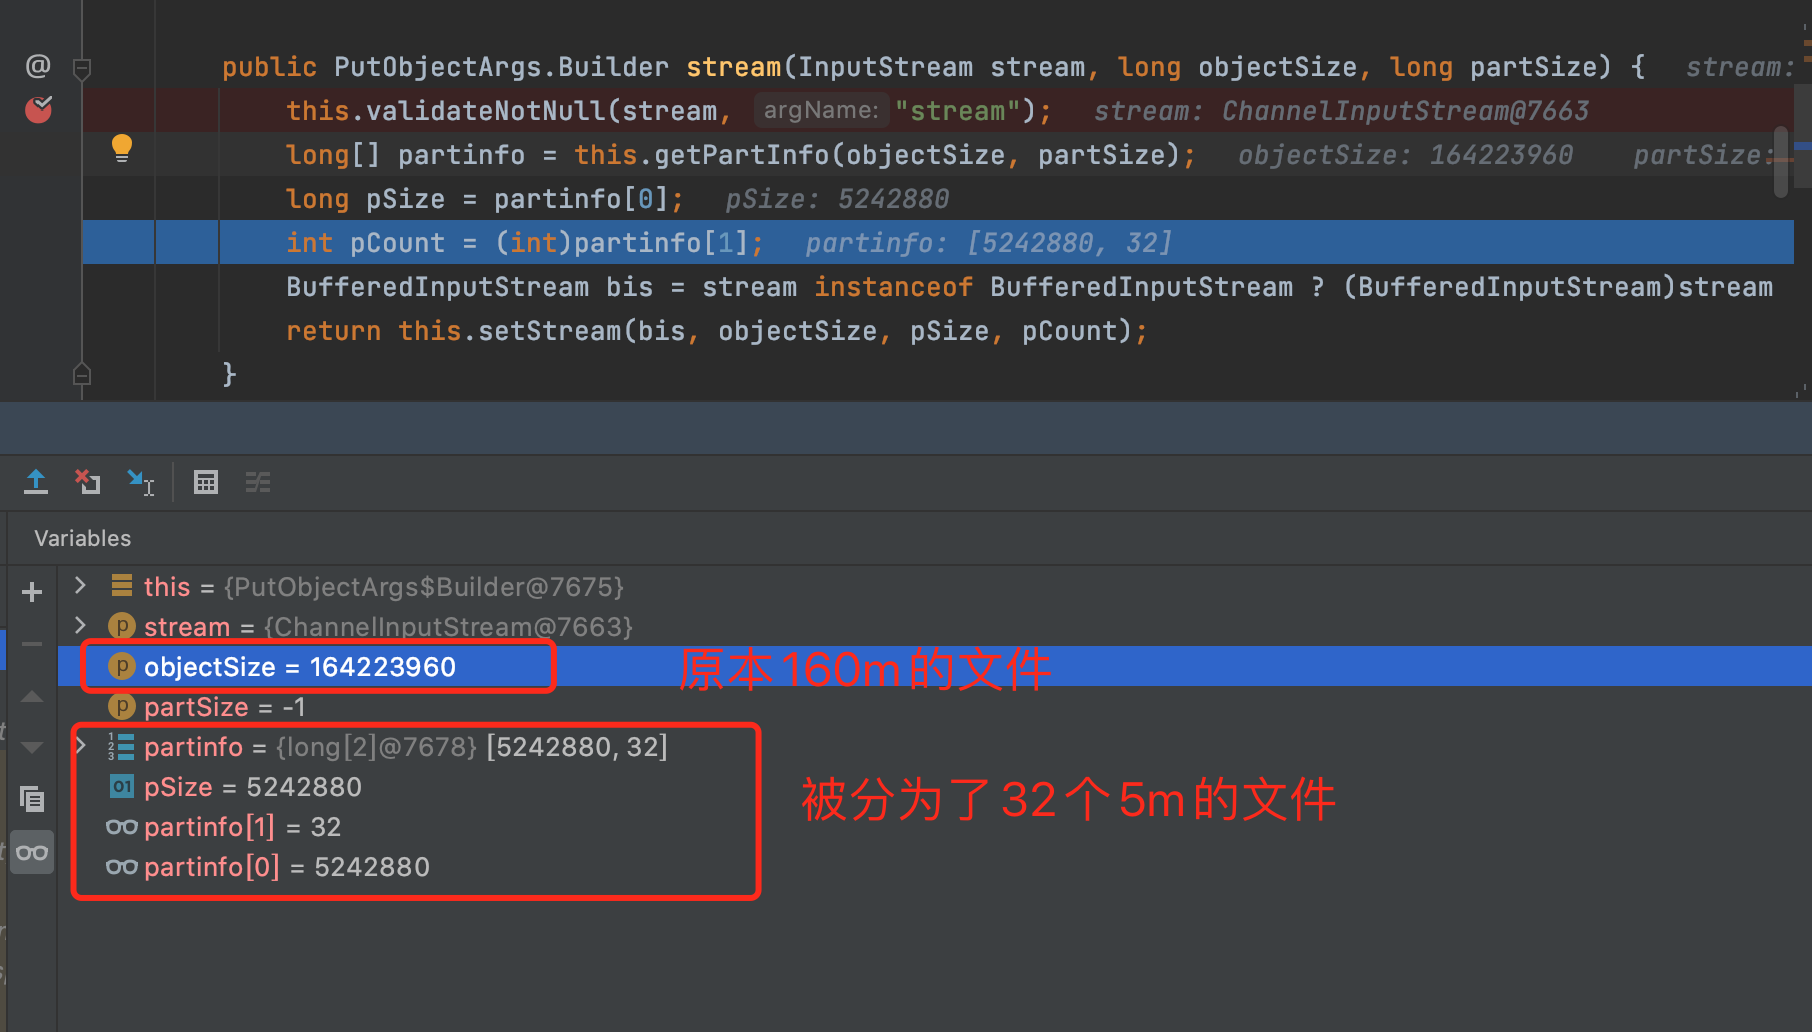 public PutObjectArgs.Builder stream(InputStream stream, long objectSize, long partSize) { stream:
this.validateNotNull(stream, argName: "stream"); stream: ChannelInputStream@7663
long[] partinfo = this.getPartInfo(objectSize, partSize); objectSize: 164223960 partSize:
long pSize = partinfo[0]; pSize: 5242880
int pCount = (int)partinfo[1]; partinfo: [5242880, 32]
BufferedInputStream bis = stream instanceof BufferedInputStream ? (BufferedInputStream)stream
return this.setStream(bis, objectSize, pSize, pCount);
}
Variables
this = {PutObjectArgs$Builder@7675}
stream = {ChannelInputStream@7663}
objectSize = 164223960 原本160m的文件
partSize = -1
partinfo = {long[2]@7678} [5242880, 32]
pSize = 5242880
被分为了32个5m的文件
partinfo[1] = 32
partinfo[0] = 5242880